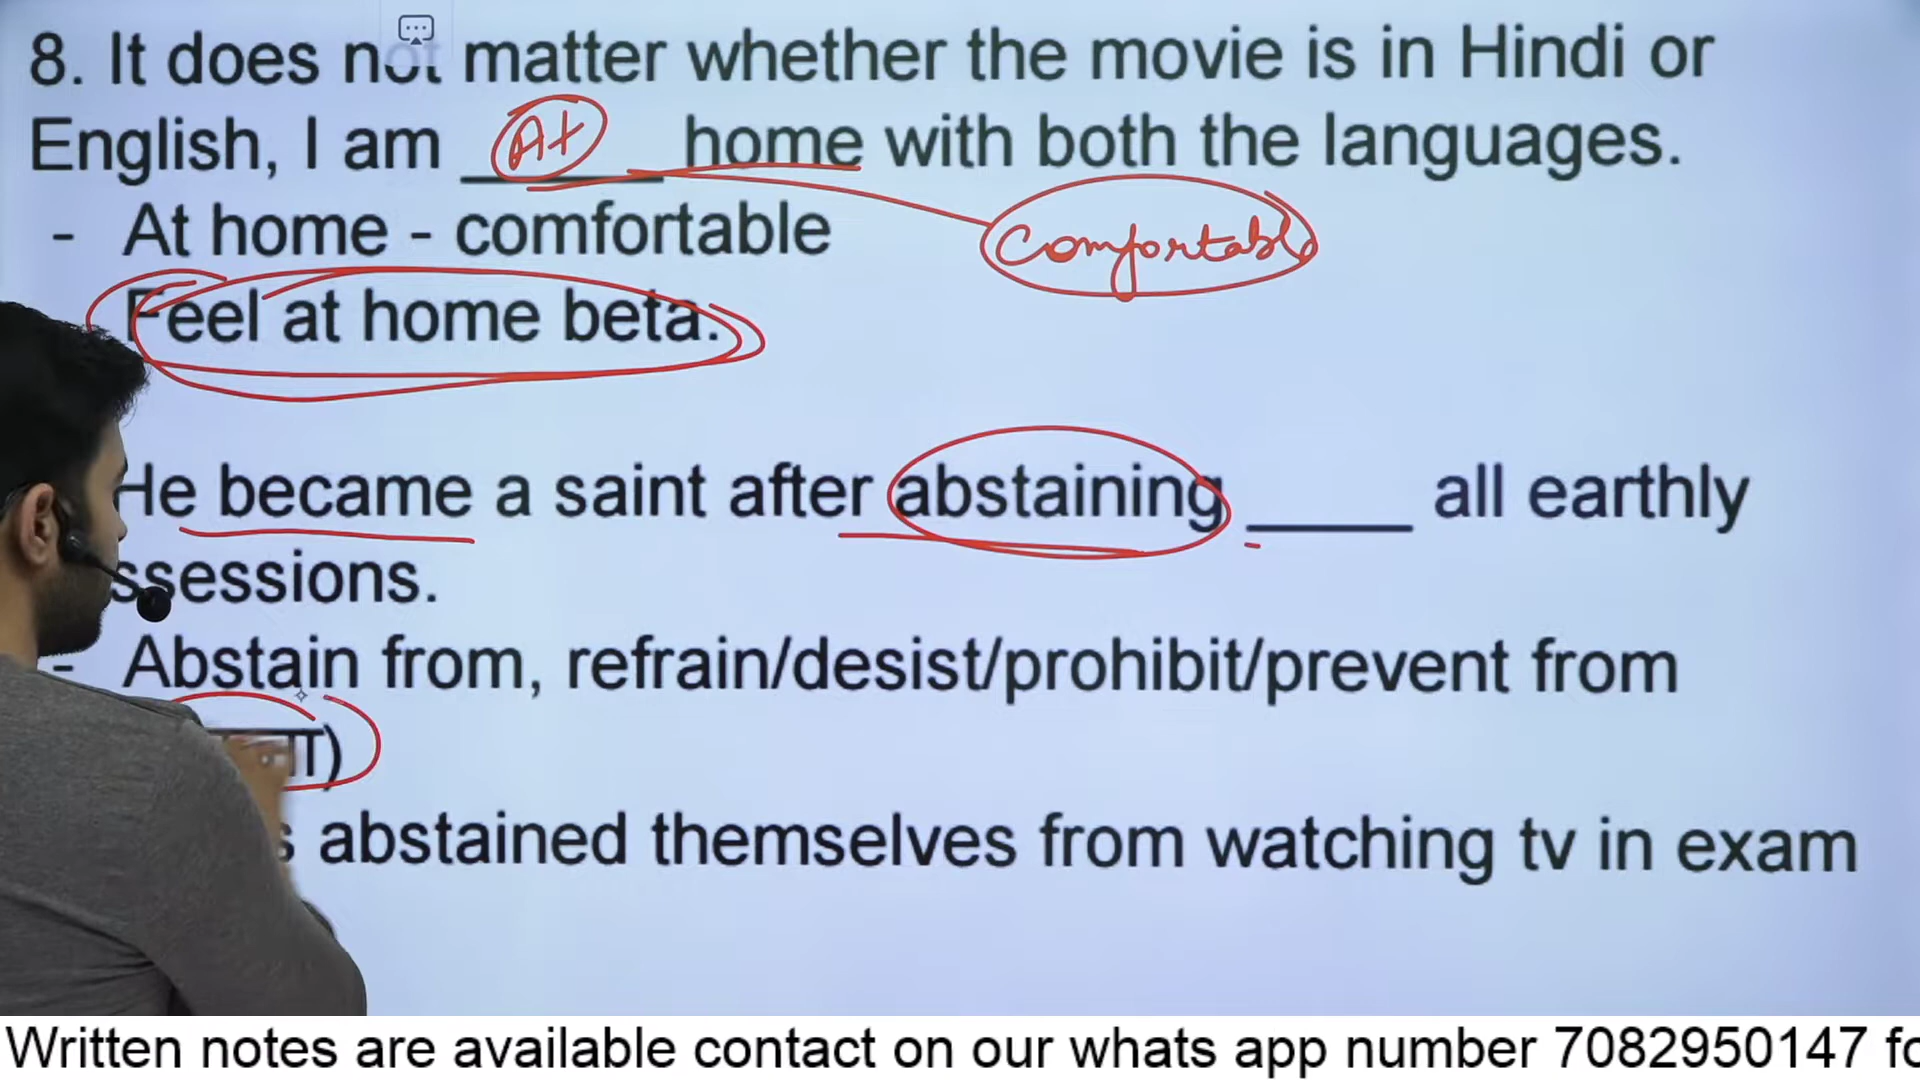 8. It does not matter whether the movie is in Hindi or
English, I am At home with both the languages.
- At home - comfortable
comfortable
Feel at home beta.
He became a saint after abstaining _____ all earthly
ssessions.
- Abstain from, refrain/desist/prohibit/prevent from
abstained themselves from watching tv in exam
Written notes are available contact on our whats app number 7082950147 fo